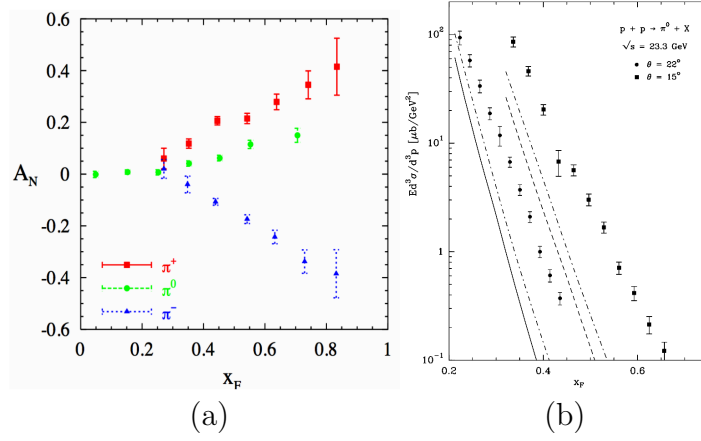 0.6
0.4
0.2
0
-0.2
-0.4
-0.6
A_N
π⁺
π⁰
π⁻
0 0.2 0.4 0.6 0.8 1
x_F
(a)
p + p → π⁰ + X
√s = 23.3 GeV
θ = 22°
θ = 15°
Ed³σ/d³p [μb/GeV²]
10²
10
1
10⁻¹
0.2 0.4 0.6
x_F
(b)